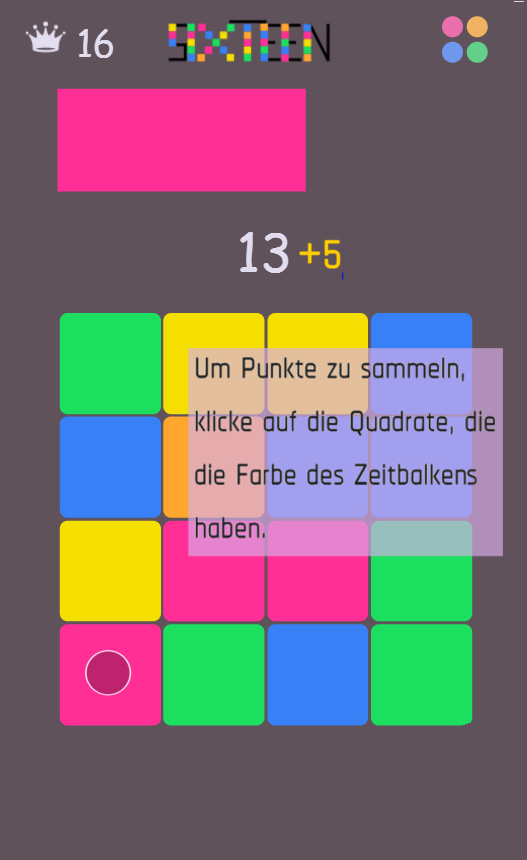 16
SIXTEEN
13 +5
Um Punkte zu sammeln,
klicke auf die Quadrate, die
die Farbe des Zeitbalkens
haben.